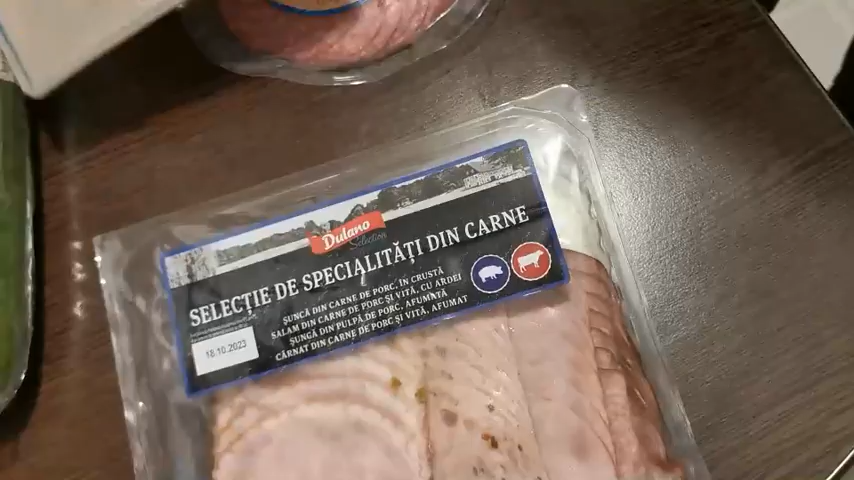 Dulano
Selection
SELECȚIE DE SPECIALITĂȚI DIN CARNE
ȘUNCĂ DIN CARNE DE PORC, ÎN CRUSTĂ
SALAM DIN CARNE DE PORC ȘI VITĂ, CU ARDEI
ȘUNCĂ DIN PULPĂ DE PORC, AFUMATĂ
CÂRNAT DIN CARNE DE PORC ȘI VITĂ, AFUMAT
18.10.2023